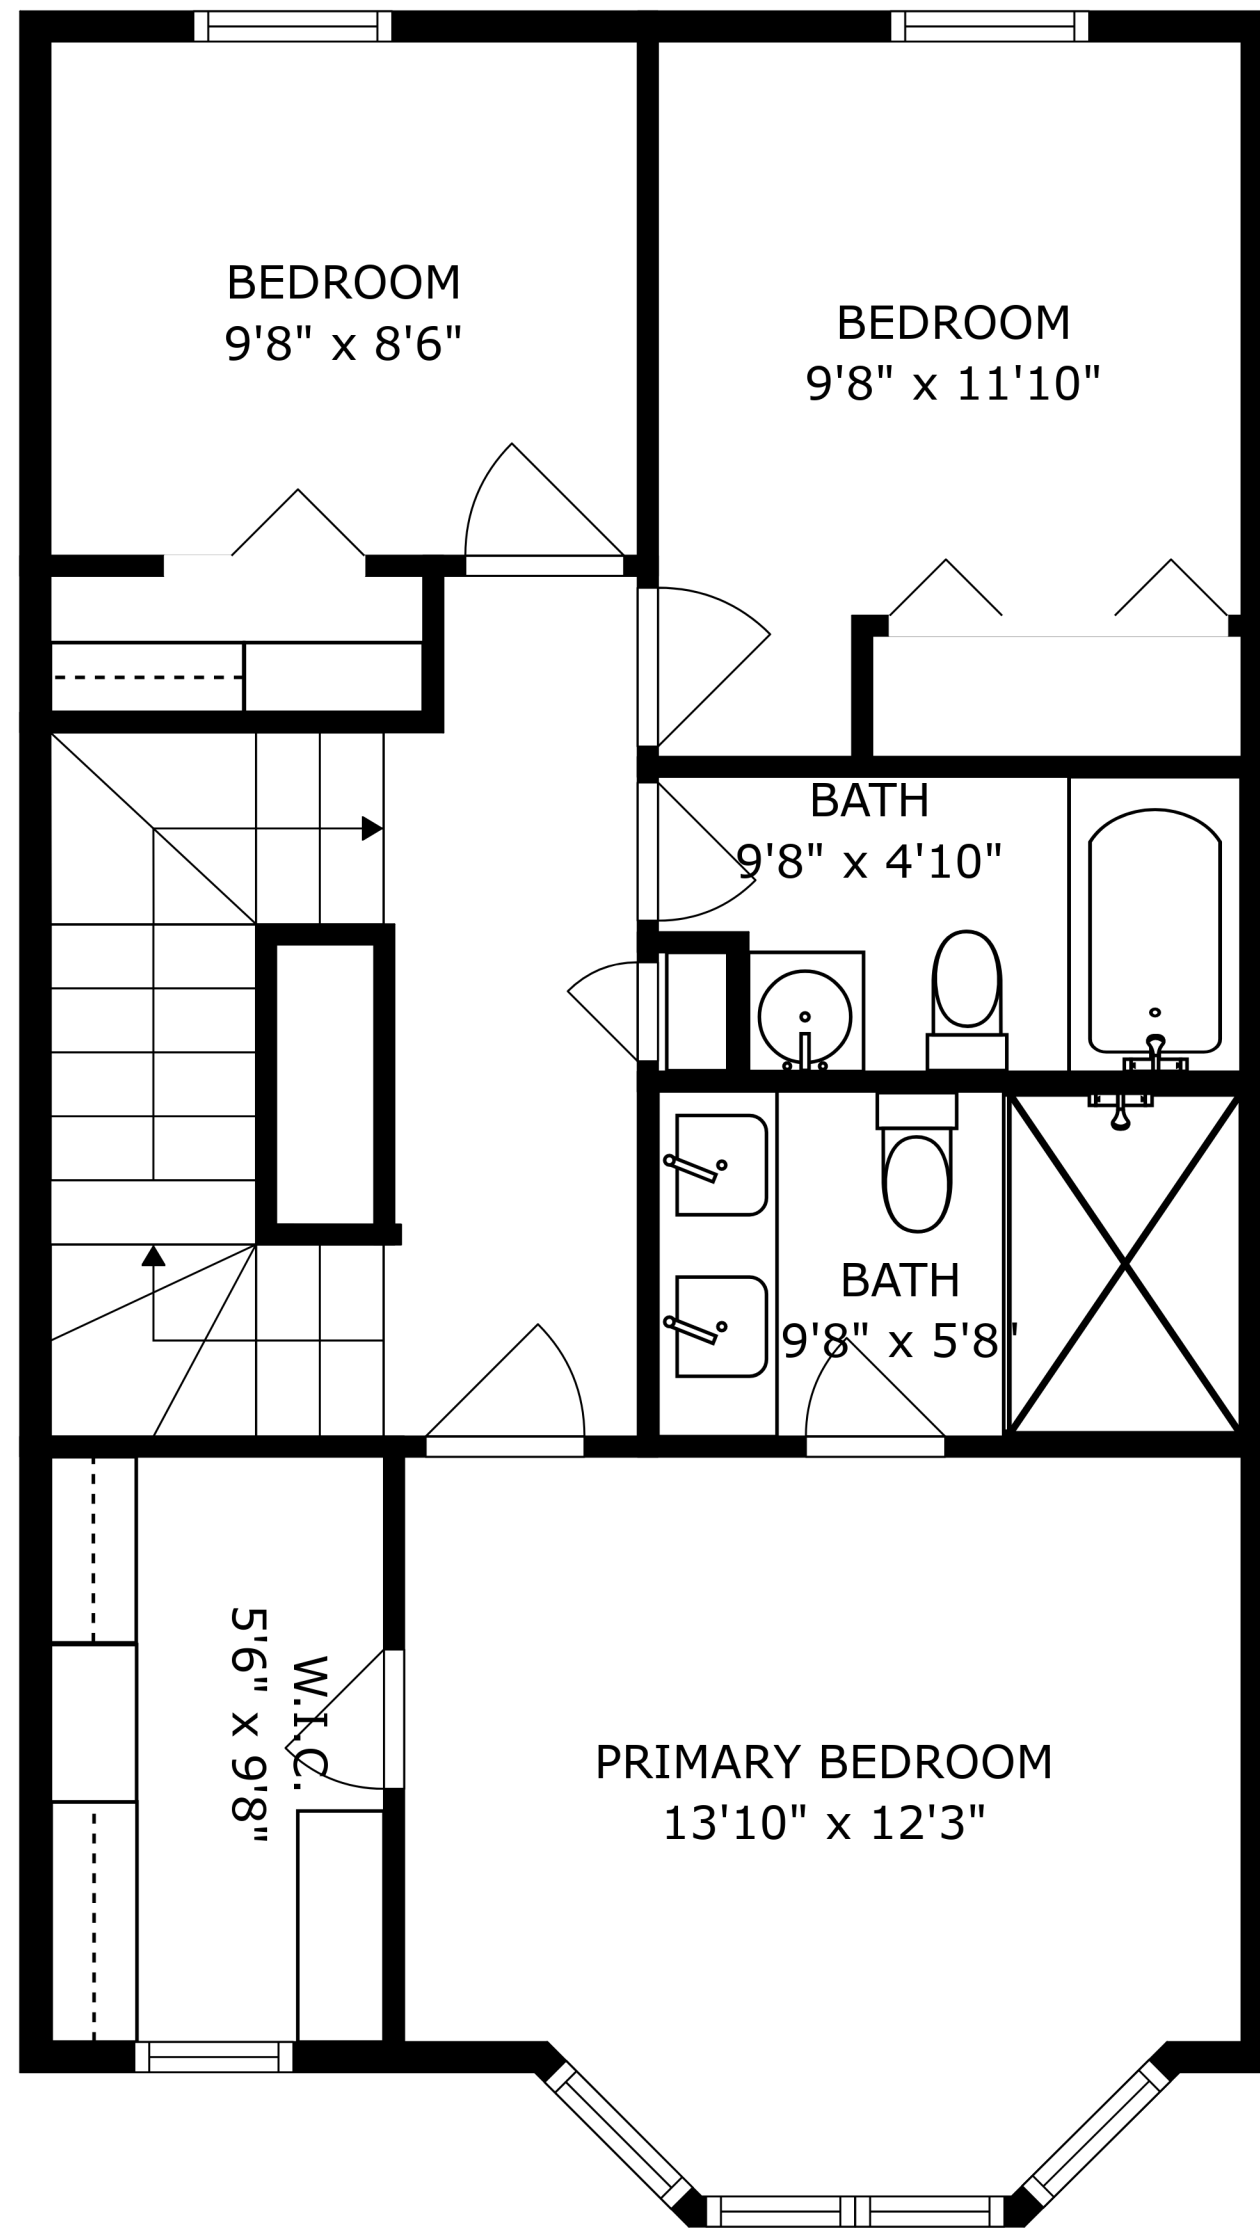 BEDROOM
9'8" x 8'6"
BEDROOM
9'8" x 11'10"
BATH
9'8" x 4'10"
BATH
9'8" x 5'8"
W.I.C.
5'6" x 9'8"
PRIMARY BEDROOM
13'10" x 12'3"